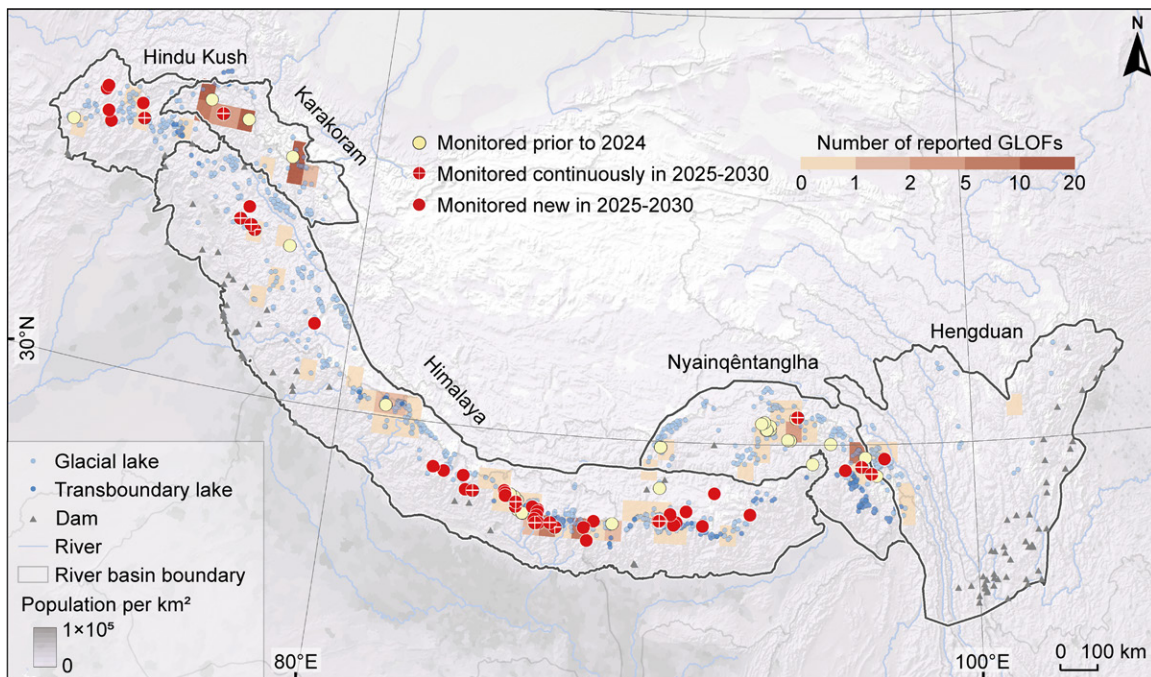 N
Hindu Kush
Karakoram
Monitored prior to 2024
Monitored continuously in 2025-2030
Monitored new in 2025-2030
Number of reported GLOFs
0 1 2 5 10 20
30°N
Himalaya
Nyainqêntanglha
Hengduan
Glacial lake
Transboundary lake
Dam
River
River basin boundary
Population per km²
1×10⁵
0
80°E
100°E
0 100 km